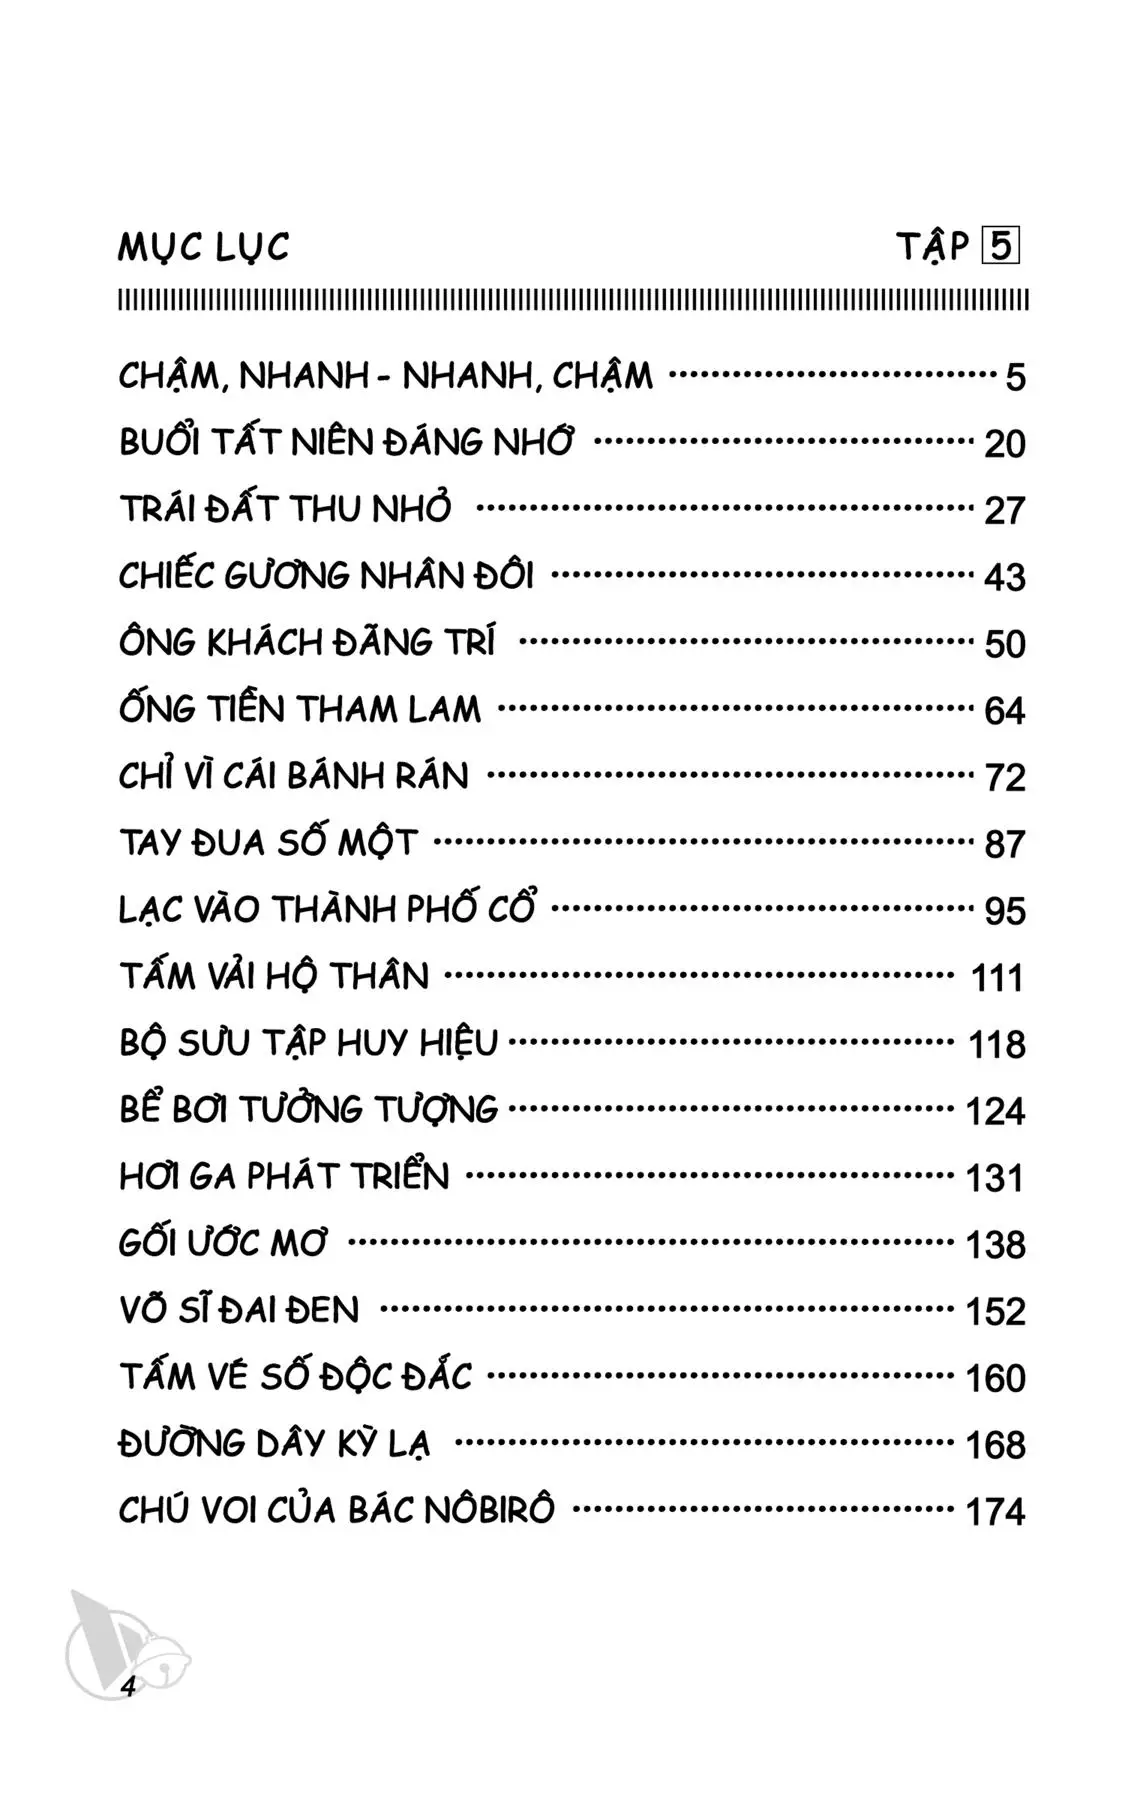 MỤC LỤC TẬP 5
CHẬM, NHANH - NHANH, CHẬM ........ 5
BUỔI TẤT NIÊN ĐÁNG NHỚ ........ 20
TRÁI ĐẤT THU NHỎ ........ 27
CHIẾC GƯƠNG NHÂN ĐÔI ........ 43
ÔNG KHÁCH ĐÃNG TRÍ ........ 50
ỐNG TIỀN THAM LAM ........ 64
CHỈ VÌ CÁI BÁNH RÁN ........ 72
TAY ĐUA SỐ MỘT ........ 87
LẠC VÀO THÀNH PHỐ CỔ ........ 95
TẤM VẢI HỘ THÂN ........ 111
BỘ SƯU TẬP HUY HIỆU ........ 118
BỂ BƠI TƯỞNG TƯỢNG ........ 124
HƠI GA PHÁT TRIỂN ........ 131
GỐI ƯỚC MƠ ........ 138
VÕ SĨ ĐAI ĐEN ........ 152
TẤM VÉ SỐ ĐỘC ĐẮC ........ 160
ĐƯỜNG DÂY KỲ LẠ ........ 168
CHÚ VOI CỦA BÁC NÔBIRÔ ........ 174
4